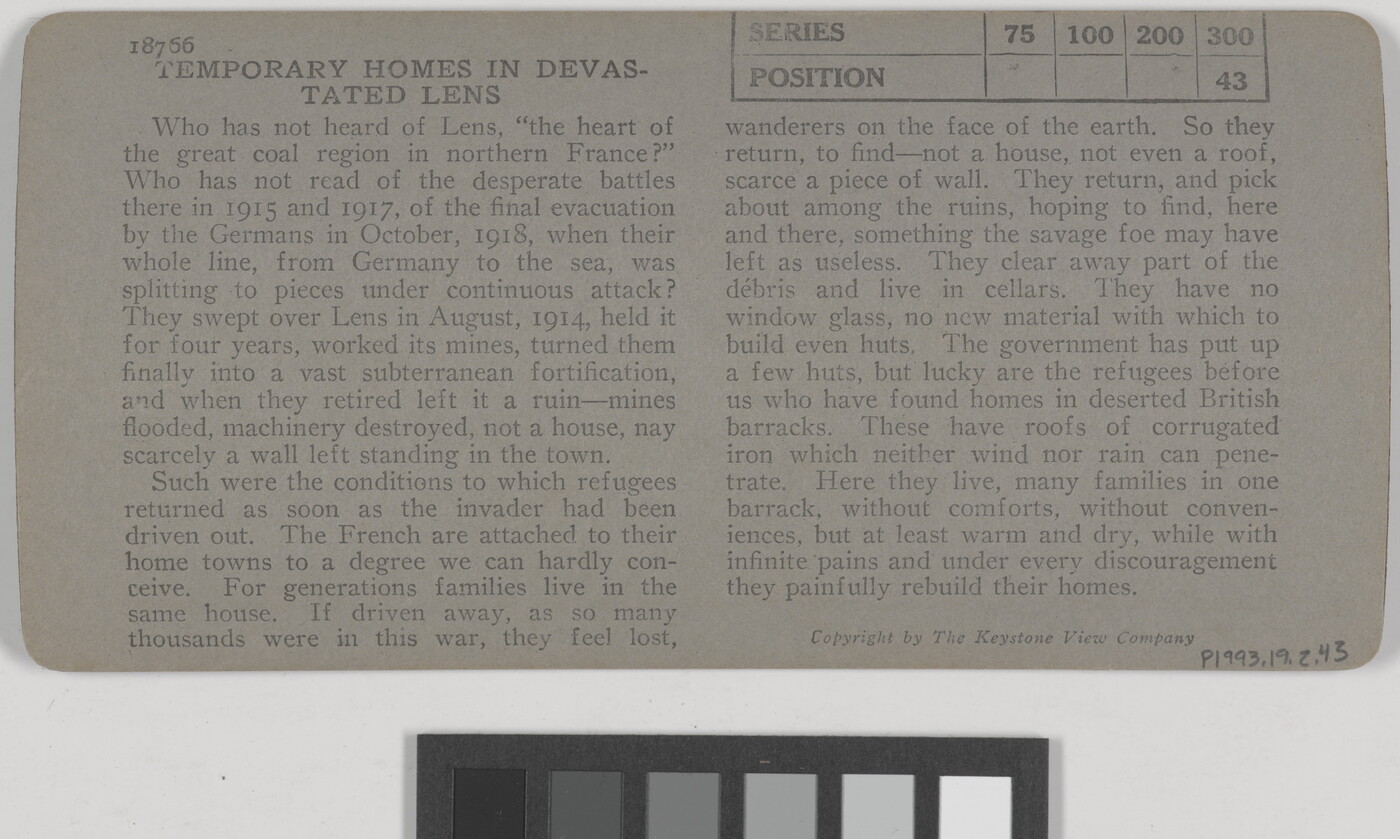 18766
TEMPORARY HOMES IN DEVAS-
TATED LENS
Who has not heard of Lens, “the heart of
the great coal region in northern France?”
Who has not read of the desperate battles
there in 1915 and 1917, of the final evacuation
by the Germans in October, 1918, when their
whole line, from Germany to the sea, was
splitting to pieces under continuous attack?
They swept over Lens in August, 1914, held it
for four years, worked its mines, turned them
finally into a vast subterranean fortification,
and when they retired left it a ruin—mines
flooded, machinery destroyed, not a house, nay
scarcely a wall left standing in the town.
Such were the conditions to which refugees
returned as soon as the invader had been
driven out. The French are attached to their
home towns to a degree we can hardly con-
ceive. For generations families live in the
same house. If driven away, as so many
thousands were in this war, they feel lost,
SERIES 75 100 200 300
POSITION 43
wanderers on the face of the earth. So they
return, to find—not a house, not even a roof,
scarce a piece of wall. They return, and pick
about among the ruins, hoping to find, here
and there, something the savage foe may have
left as useless. They clear away part of the
débris and live in cellars. They have no
window glass, no new material with which to
build even huts. The government has put up
a few huts, but lucky are the refugees before
us who have found homes in deserted British
barracks. These have roofs of corrugated
iron which neither wind nor rain can pene-
trate. Here they live, many families in one
barrack, without comforts, without conven-
iences, but at least warm and dry, while with
infinite pains and under every discouragement
they painfully rebuild their homes.
Copyright by The Keystone View Company
P1993.19.2.43